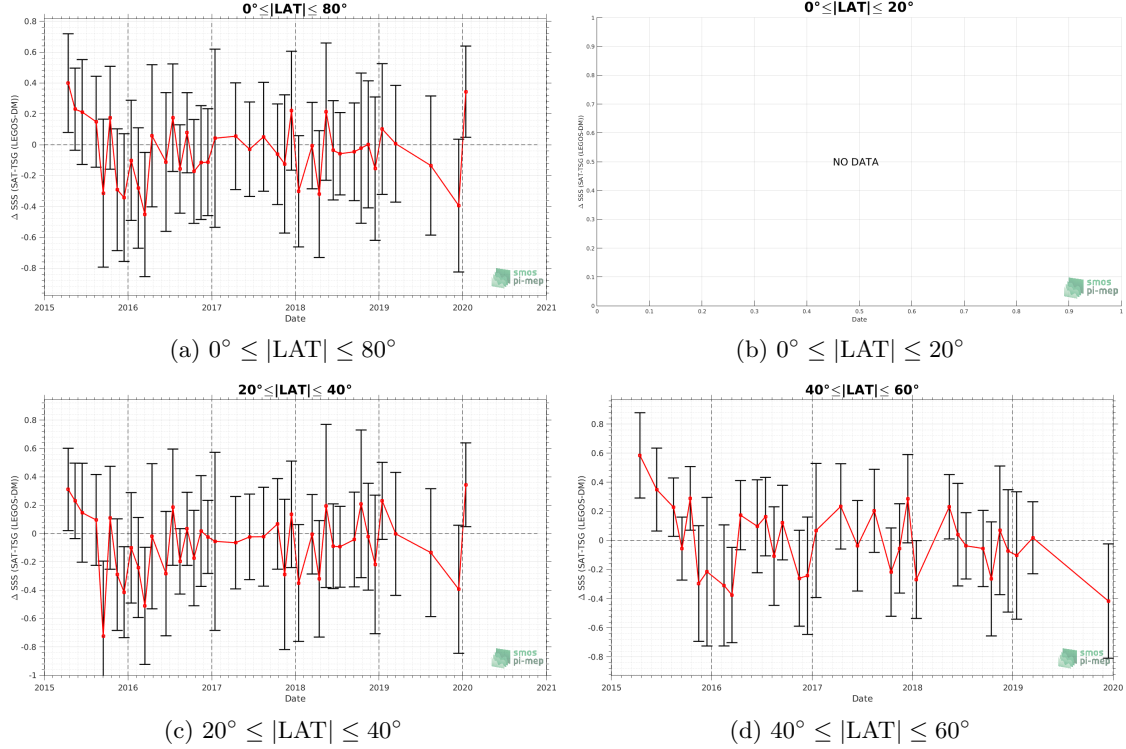 0°≤|LAT|≤ 80°
Δ SSS (SAT-TSG (LEGOS-DMI))
0.8
0.6
0.4
0.2
0
-0.2
-0.4
-0.6
-0.8
2015 2016 2017 2018 2019 2020 2021
Date
smos
pi-mep
(a) 0° ≤ |LAT| ≤ 80°
0°≤|LAT|≤ 20°
Δ SSS (SAT-TSG (LEGOS-DMI))
1
0.9
0.8
0.7
0.6
0.5
0.4
0.3
0.2
0.1
0
NO DATA
0 0.1 0.2 0.3 0.4 0.5 0.6 0.7 0.8 0.9 1
Date
smos
pi-mep
(b) 0° ≤ |LAT| ≤ 20°
20°≤|LAT|≤ 40°
Δ SSS (SAT-TSG (LEGOS-DMI))
0.8
0.6
0.4
0.2
0
-0.2
-0.4
-0.6
-0.8
-1
2015 2016 2017 2018 2019 2020 2021
Date
smos
pi-mep
(c) 20° ≤ |LAT| ≤ 40°
40°≤|LAT|≤ 60°
Δ SSS (SAT-TSG (LEGOS-DMI))
0.8
0.6
0.4
0.2
0
-0.2
-0.4
-0.6
-0.8
2015 2016 2017 2018 2019 2020
Date
smos
pi-mep
(d) 40° ≤ |LAT| ≤ 60°